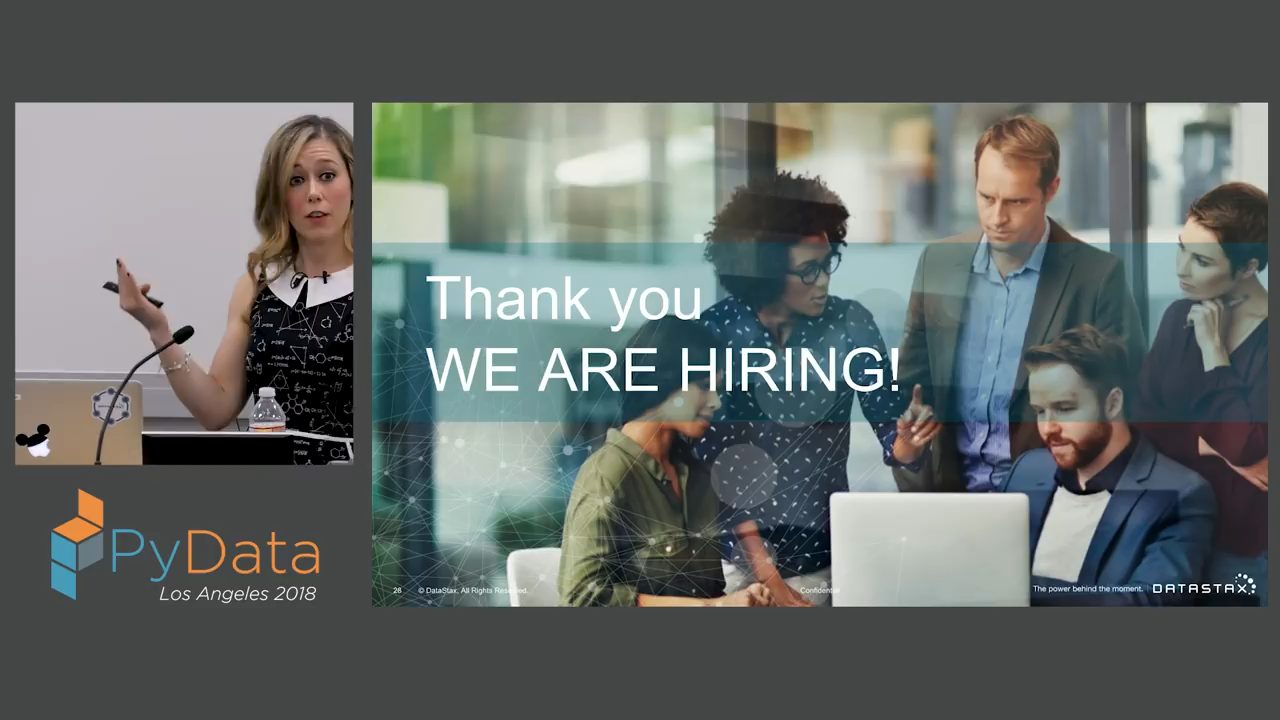 Thank you
WE ARE HIRING!
28 © DataStax, All Rights Reserved. Confidential The power behind the moment. DATASTAX
PyData
Los Angeles 2018